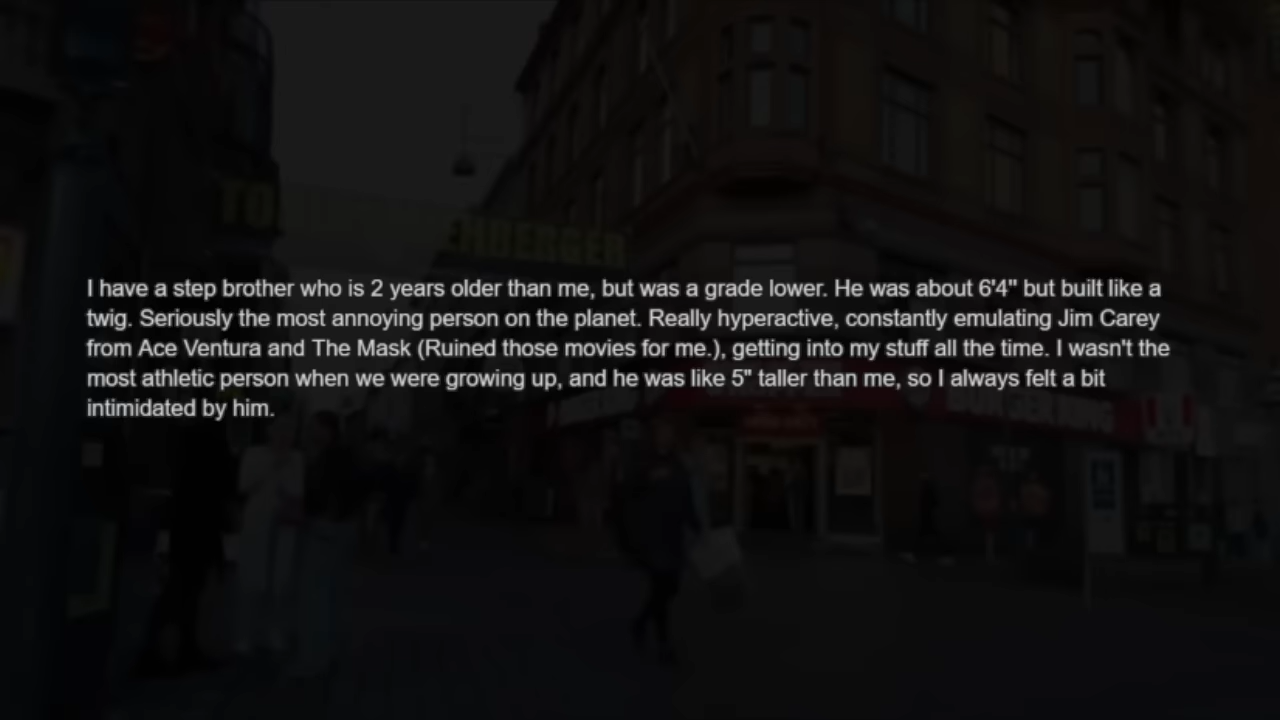 TO
ENBERGER
I have a step brother who is 2 years older than me, but was a grade lower. He was about 6'4" but built like a
twig. Seriously the most annoying person on the planet. Really hyperactive, constantly emulating Jim Carey
from Ace Ventura and The Mask (Ruined those movies for me.), getting into my stuff all the time. I wasn't the
most athletic person when we were growing up, and he was like 5" taller than me, so I always felt a bit
intimidated by him.